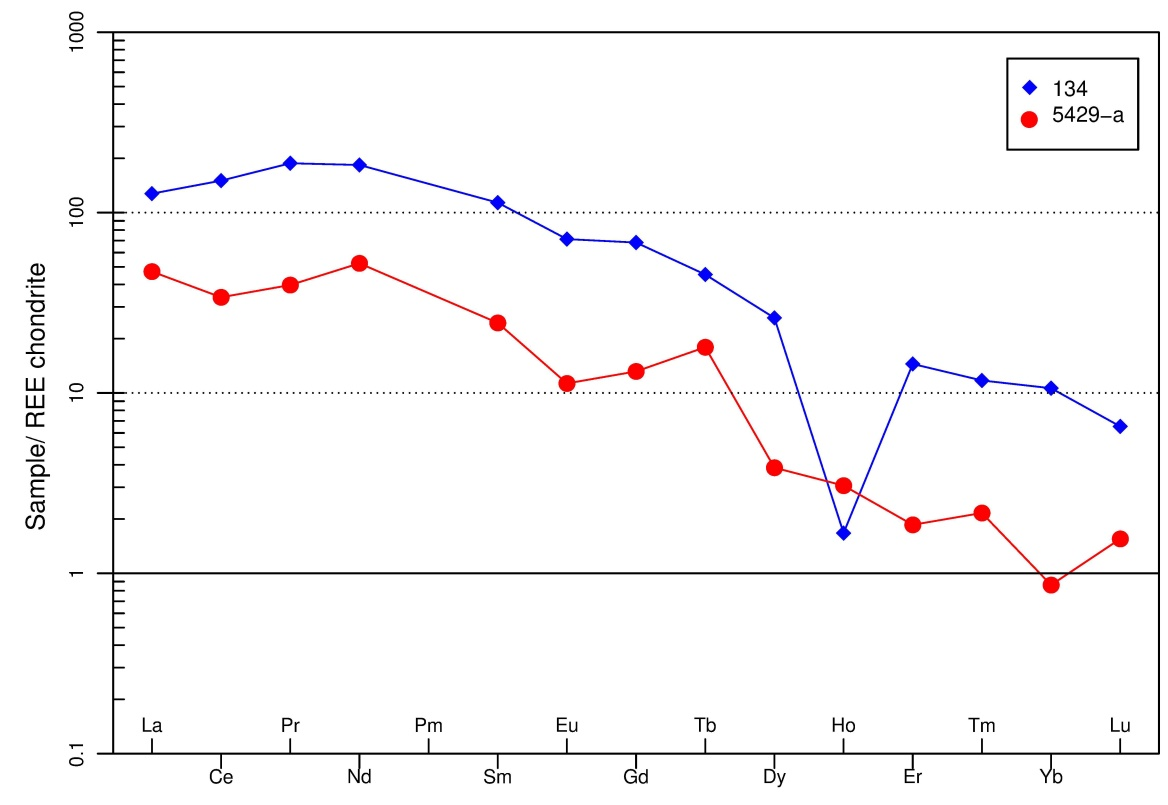 1000
134
5429−a
100
Sample/ REE chondrite
10
1
La Pr Pm Eu Tb Ho Tm Lu
0.1
Ce Nd Sm Gd Dy Er Yb